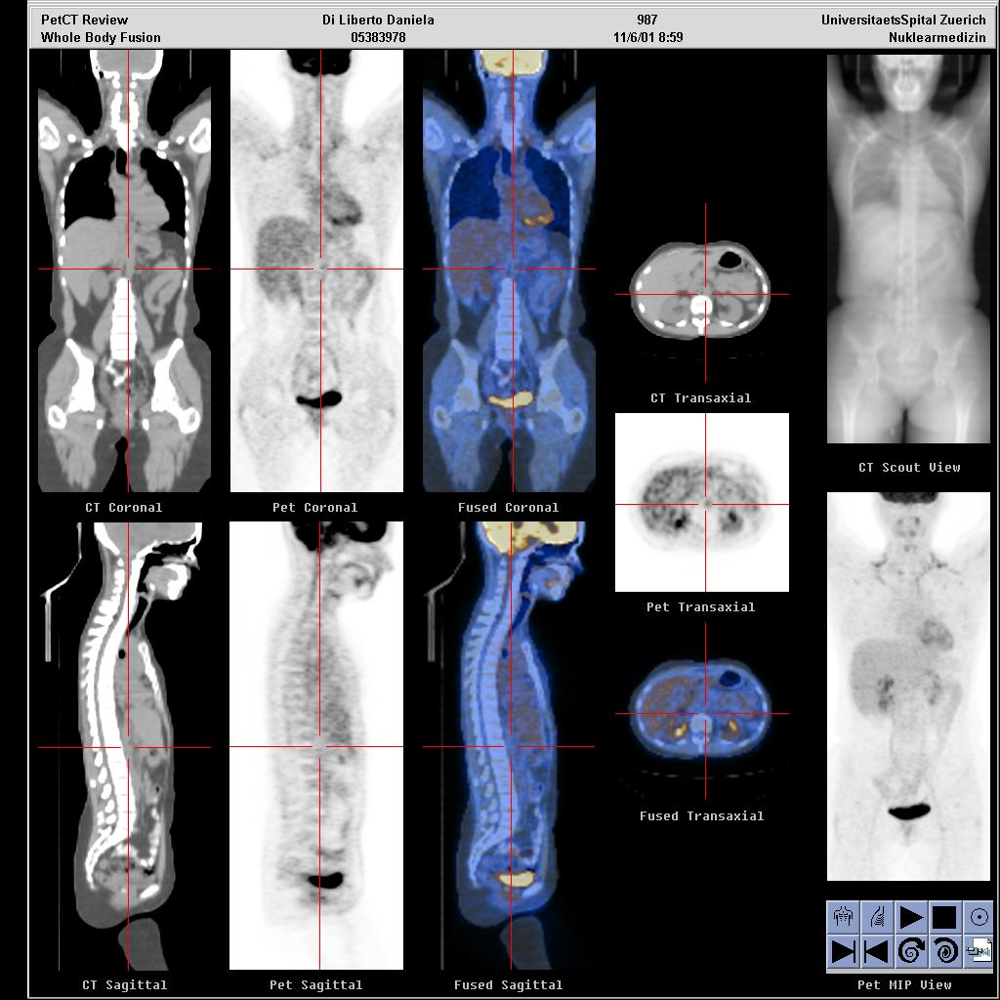 PetCT Review Di Liberto Daniela 987 UniversitaetsSpital Zuerich
Whole Body Fusion 05383978 11/6/01 8:59 Nuklearmedizin
CT Transaxial
CT Scout View
CT Coronal Pet Coronal Fused Coronal
Pet Transaxial
Fused Transaxial
CT Sagittal Pet Sagittal Fused Sagittal Pet MIP View